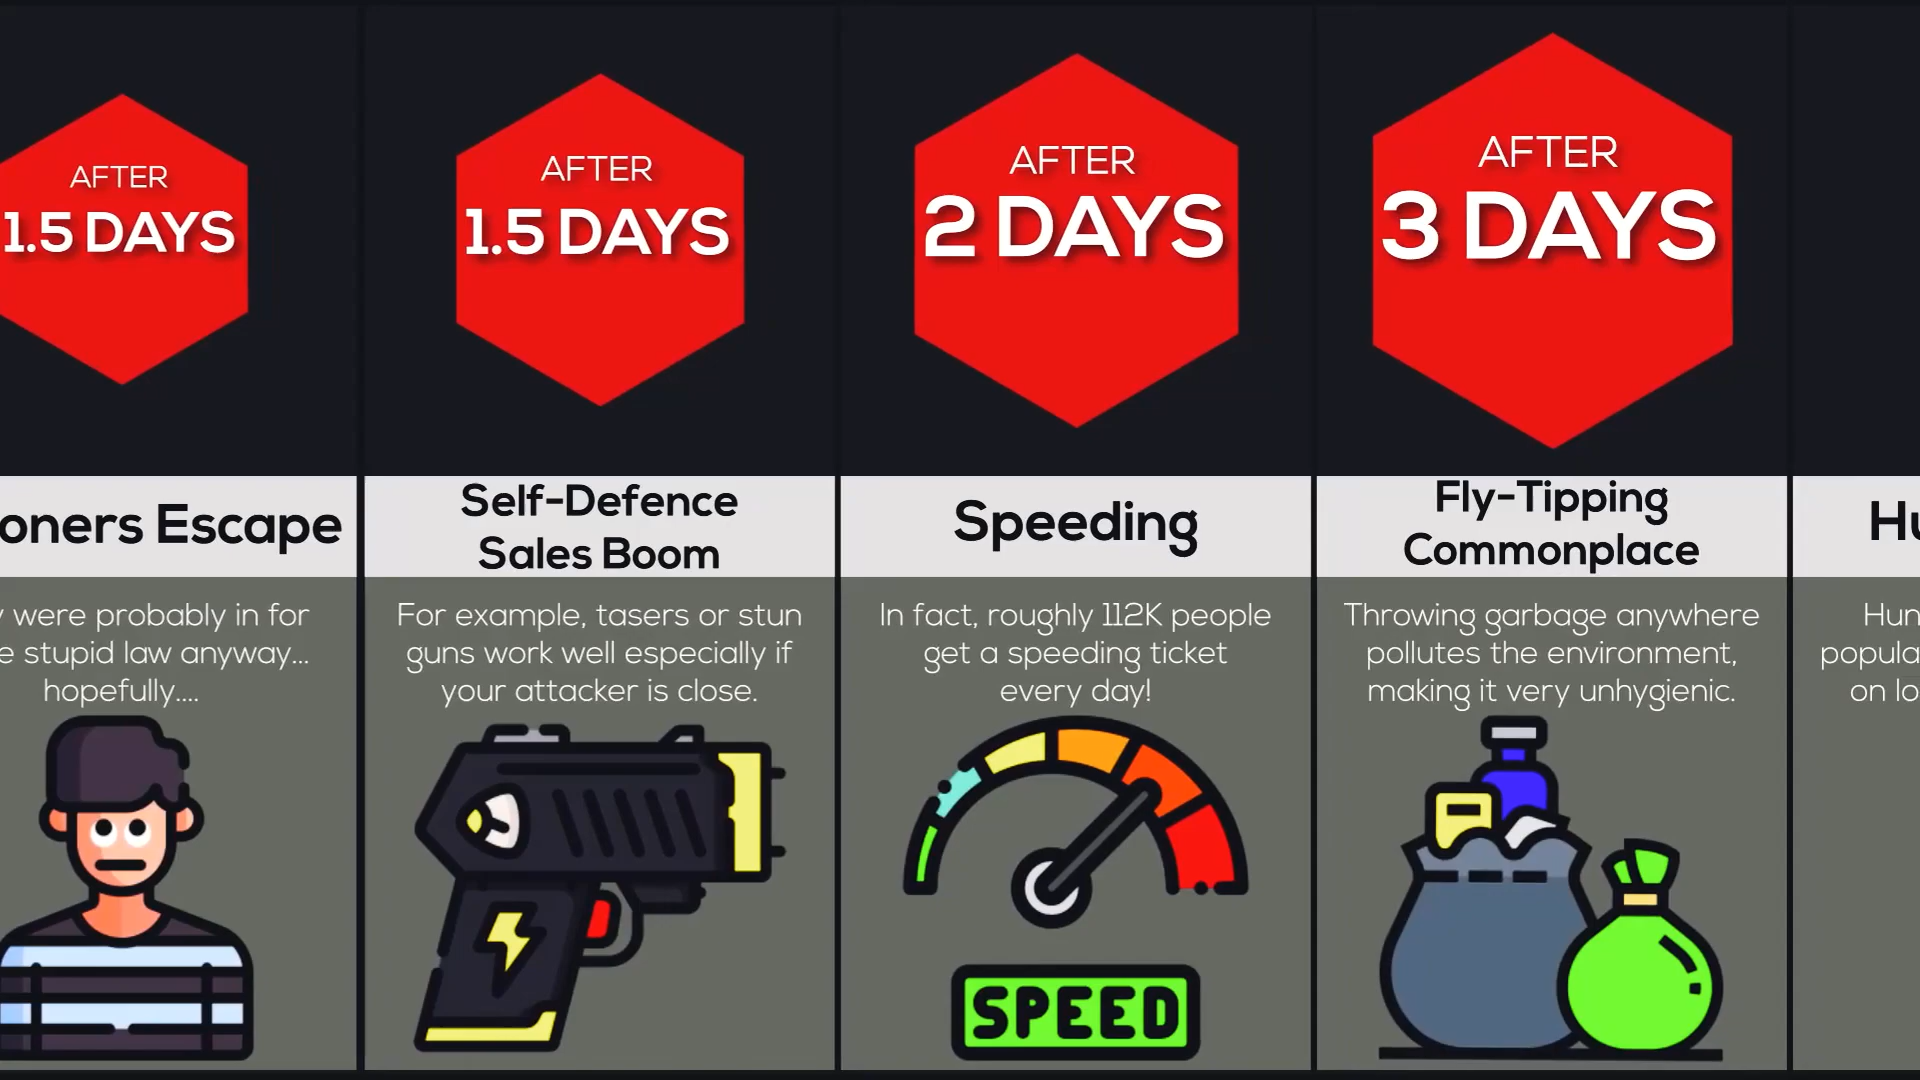 AFTER
1.5 DAYS
oners Escape
were probably in for
e stupid law anyway...
hopefully....
AFTER
1.5 DAYS
Self-Defence
Sales Boom
For example, tasers or stun
guns work well especially if
your attacker is close.
AFTER
2 DAYS
Speeding
In fact, roughly 112K people
get a speeding ticket
every day!
SPEED
AFTER
3 DAYS
Fly-Tipping
Commonplace
Throwing garbage anywhere
pollutes the environment,
making it very unhygienic.
Hu
Hun
popula
on lo